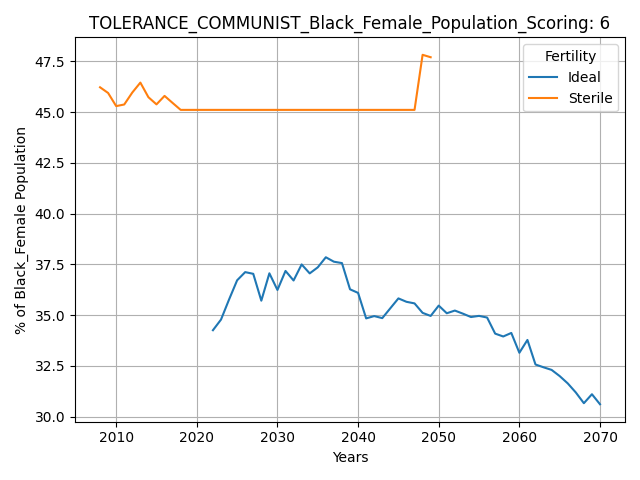 TOLERANCE_COMMUNIST_Black_Female_Population_Scoring: 6
Fertility
Ideal
Sterile
% of Black_Female Population
47.5
45.0
42.5
40.0
37.5
35.0
32.5
30.0
2010 2020 2030 2040 2050 2060 2070
Years